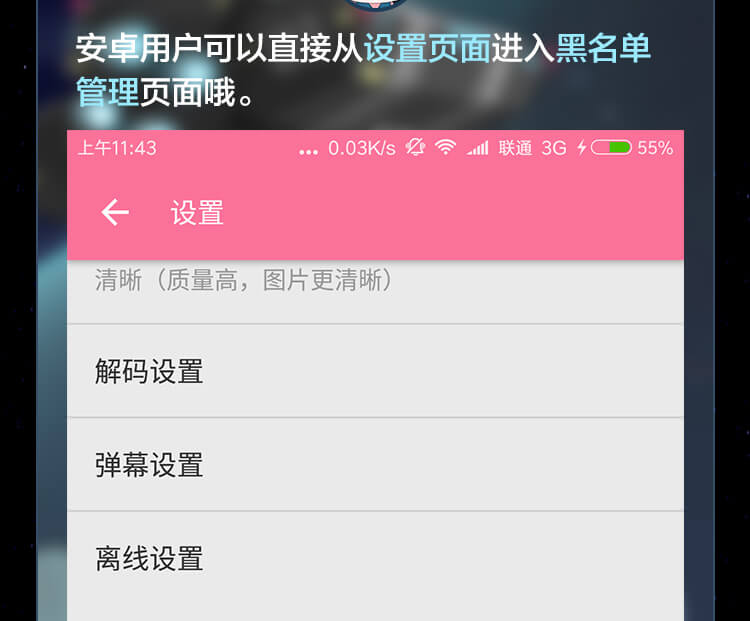 安卓用户可以直接从设置页面进入黑名单
管理页面哦。
上午11:43 ... 0.03K/s 联通 3G 55%
设置
清晰（质量高，图片更清晰）
解码设置
弹幕设置
离线设置